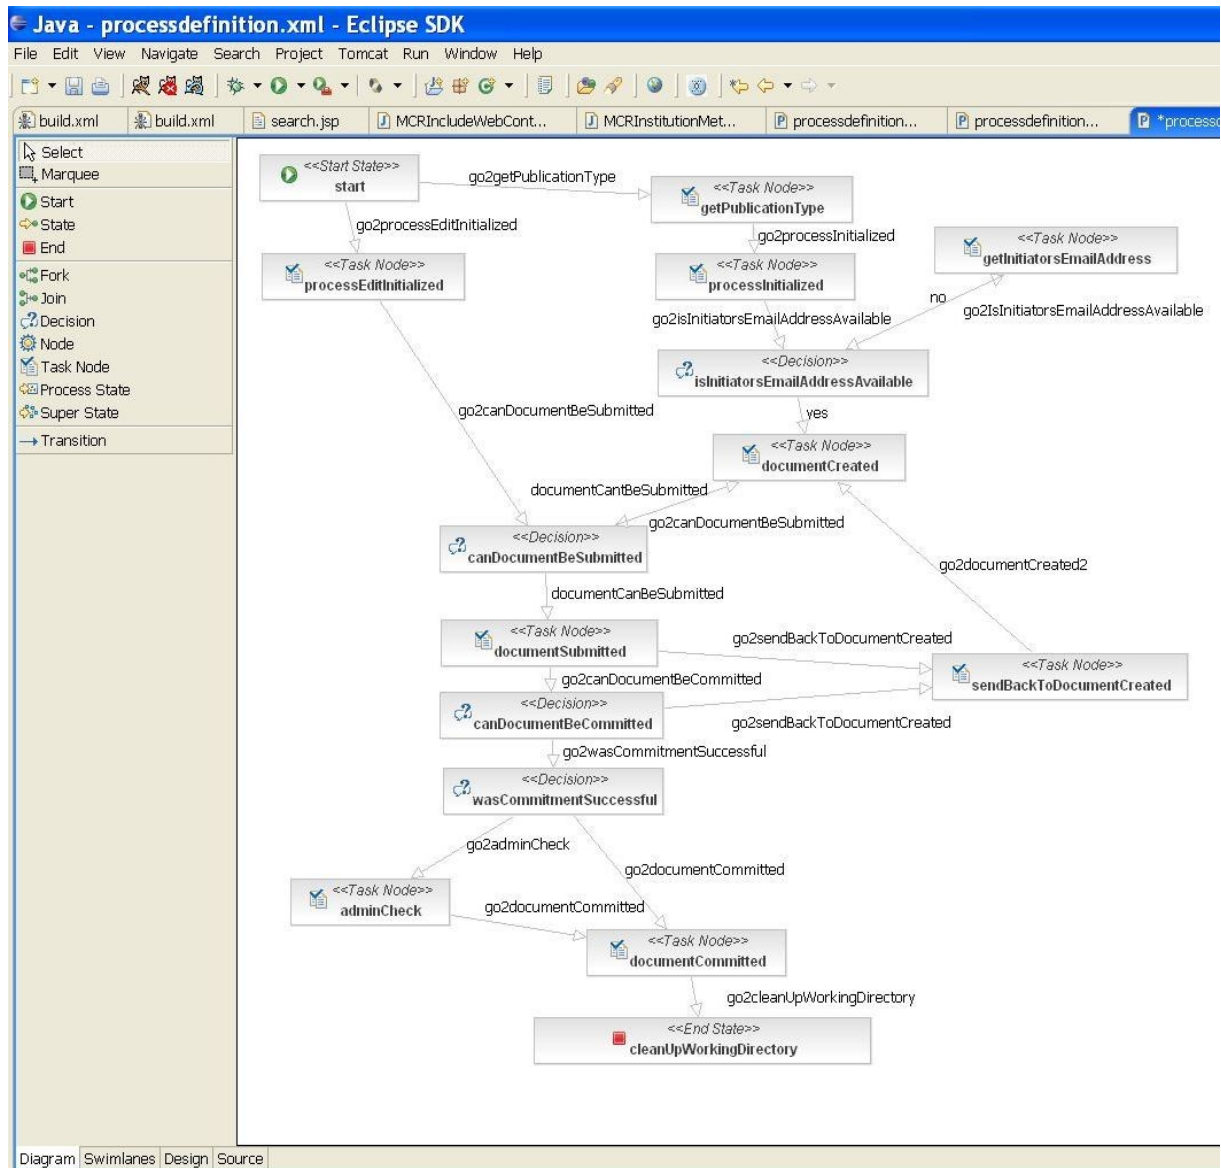 Java - processdefinition.xml - Eclipse SDK
File Edit View Navigate Search Project Tomcat Run Window Help
build.xml
build.xml
search.jsp
MCRIncludeWebCont...
MCRInstitutionMet...
processdefinition...
processdefinition...
Select
Marquee
Start
State
End
Fork
Join
Decision
Node
Task Node
Process State
Super State
Transition
<<Start State>>
start
go2getPublicationType
<<Task Node>>
getPublicationType
go2processEditInitialized
go2processInitialized
<<Task Node>>
getInitiatorsEmailAddress
<<Task Node>>
processEditInitialized
<<Task Node>>
processInitialized
no
go2IsInitiatorsEmailAddressAvailable
go2isInitiatorsEmailAddressAvailable
<<Decision>>
isInitiatorsEmailAddressAvailable
go2canDocumentBeSubmitted
yes
<<Task Node>>
documentCreated
documentCantBeSubmitted
go2canDocumentBeSubmitted
<<Decision>>
canDocumentBeSubmitted
go2documentCreated2
documentCanBeSubmitted
<<Task Node>>
documentSubmitted
go2sendBackToDocumentCreated
<<Task Node>>
sendBackToDocumentCreated
go2canDocumentBeCommitted
<<Decision>>
canDocumentBeCommitted
go2sendBackToDocumentCreated
go2wasCommitmentSuccessful
<<Decision>>
wasCommitmentSuccessful
go2adminCheck
go2documentCommitted
<<Task Node>>
adminCheck
go2documentCommitted
<<Task Node>>
documentCommitted
go2cleanUpWorkingDirectory
<<End State>>
cleanUpWorkingDirectory
Diagram Swimlanes Design Source